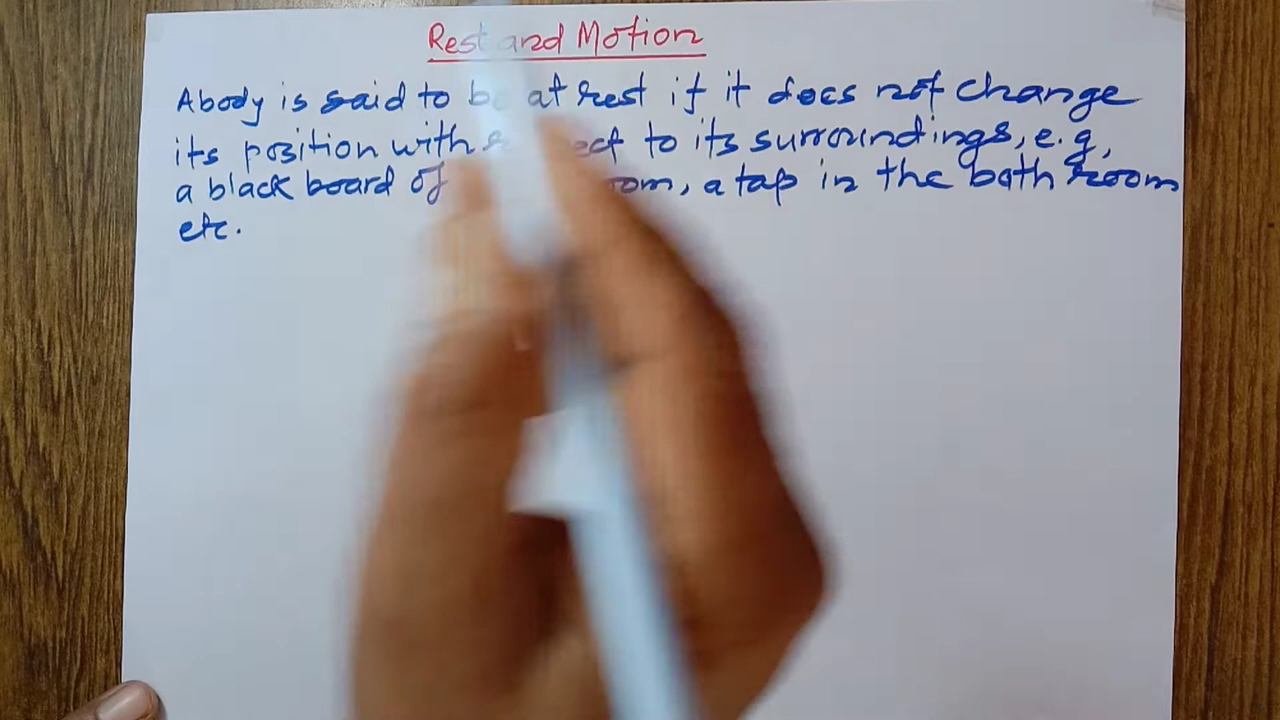 Rest and Motion
A body is said to be at rest if it does not change
its position with to its surroundings, e.g,
a black board of a tap in the bath room
etc.